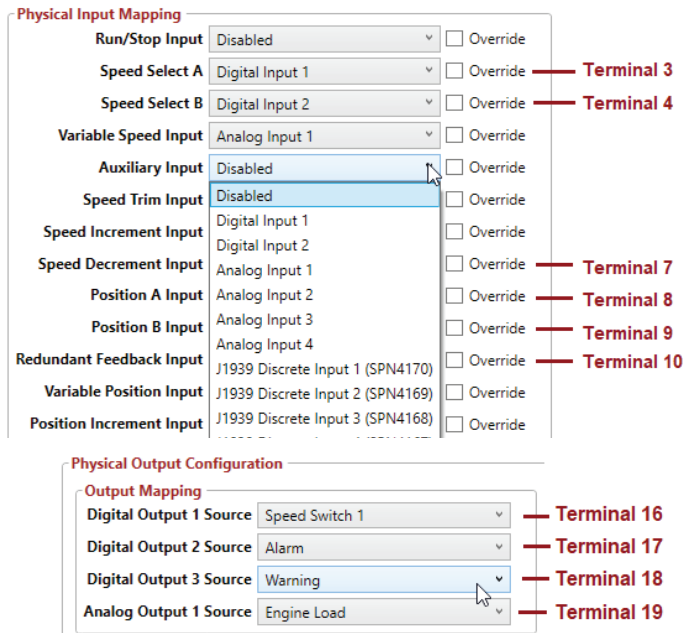 Physical Input Mapping
Run/Stop Input Disabled Override
Speed Select A Digital Input 1 Override Terminal 3
Speed Select B Digital Input 2 Override Terminal 4
Variable Speed Input Analog Input 1 Override
Auxiliary Input Disabled Override
Speed Trim Input Disabled Override
Speed Increment Input Digital Input 1 Override
Digital Input 2
Speed Decrement Input Analog Input 1 Override Terminal 7
Position A Input Analog Input 2 Override Terminal 8
Position B Input Analog Input 3 Override Terminal 9
Analog Input 4
Redundant Feedback Input J1939 Discrete Input 1 (SPN4170) Override Terminal 10
Variable Position Input J1939 Discrete Input 2 (SPN4169) Override
Position Increment Input J1939 Discrete Input 3 (SPN4168) Override
Physical Output Configuration
Output Mapping
Digital Output 1 Source Speed Switch 1 Terminal 16
Digital Output 2 Source Alarm Terminal 17
Digital Output 3 Source Warning Terminal 18
Analog Output 1 Source Engine Load Terminal 19